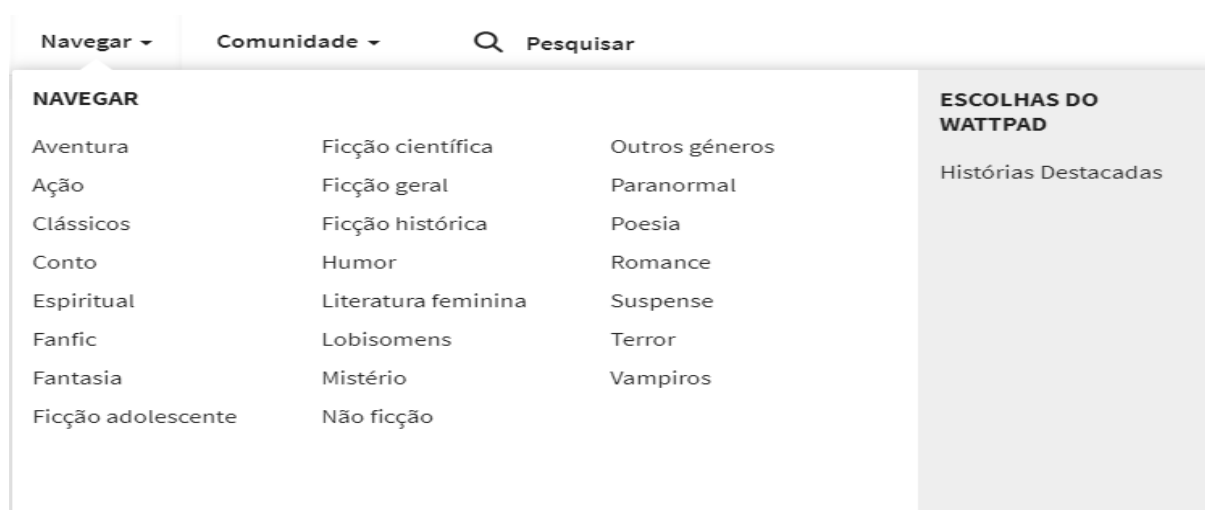 Navegar Comunidade Pesquisar
NAVEGAR
Aventura
Ação
Clássicos
Conto
Espiritual
Fanfic
Fantasia
Ficção adolescente
Ficção científica
Ficção geral
Ficção histórica
Humor
Literatura feminina
Lobisomens
Mistério
Não ficção
Outros géneros
Paranormal
Poesia
Romance
Suspense
Terror
Vampiros
ESCOLHAS DO
WATTPAD
Histórias Destacadas